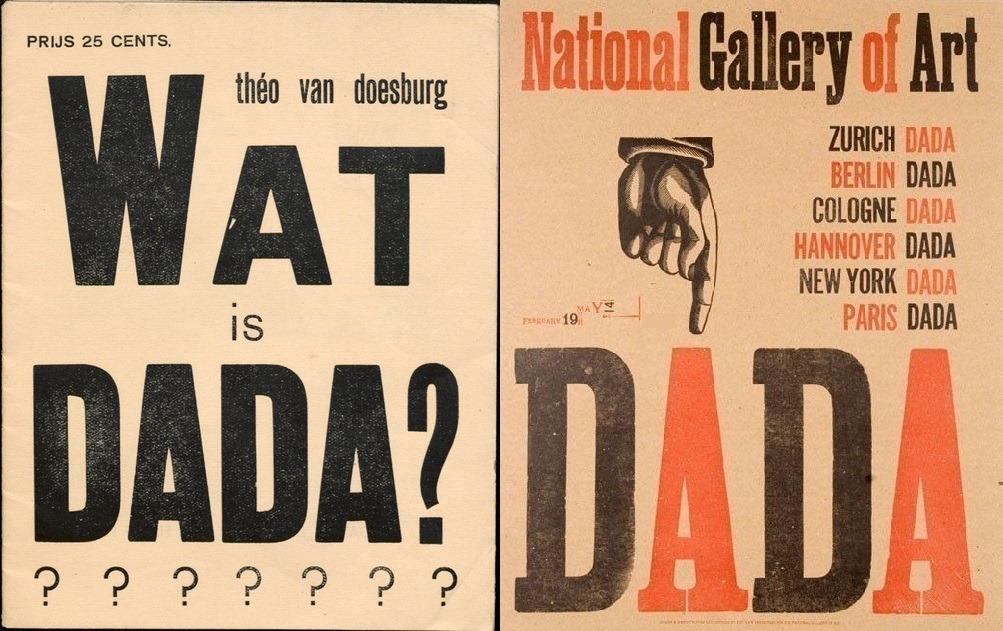 PRIJS 25 CENTS.
théo van doesburg
WAT
is
DADA?
? ? ? ? ? ? ?
National Gallery of Art
ZURICH DADA
BERLIN DADA
COLOGNE DADA
HANNOVER DADA
NEW YORK DADA
PARIS DADA
FEBRUARY 19 MAY 14
DADA